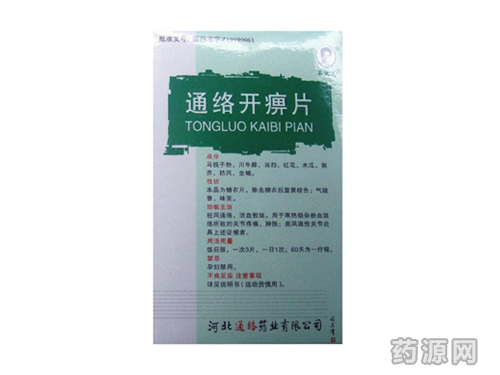 批准文号：国药准字Z19993061
通络开痹片
TONGLUO KAIBI PIAN
成份
马钱子粉、川牛膝、当归、红花、木瓜、荆
芥、防风、全蝎。
性状
本品为糖衣片，除去糖衣后显黄棕色；气微
香，味苦。
功能主治
祛风通络，活血散结。用于寒热错杂瘀血阻
络所致的关节疼痛、肿胀；类风湿性关节炎
具上述证候者。
用法用量
饭后服，一次3片，一日1次；60天为一疗程。
禁忌
孕妇禁用。
不良反应 注意事项
详见说明书（运动员慎用）。
河北通络药业有限公司
药源网